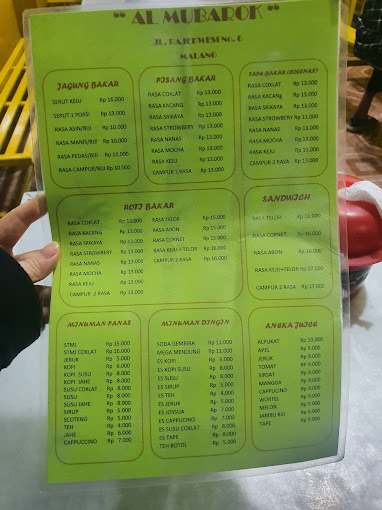 “ AL MUBAROK ”
JL. RAJEKWESI No. 6
MALANG
JAGUNG BAKAR
SERUT KEJU Rp 16.000
SERUT 1 PORSI Rp 13.000
RASA ASIN/BIJI Rp 10.000
RASA MANIS/BIJI Rp 10.000
RASA PEDAS/BIJI Rp 10.000
RASA CAMPUR/BIJI Rp 10.000
PISANG BAKAR
RASA COKLAT Rp 13.000
RASA KACANG Rp 13.000
RASA SRIKAYA Rp 13.000
RASA STROWBERY Rp 13.000
RASA NANAS Rp 13.000
RASA MOCHA Rp 13.000
RASA KEJU Rp 13.000
CAMPUR 2 RASA Rp 13.000
RASA COKLAT Rp 13.000
RASA KACANg Rp 13.000
RASA SRIKAYA Rp 13.000
RASA STROWBERY Rp 13.000
RASA NANAS Rp 13.000
RASA MOCHA Rp 13.000
RASA KEJU Rp 13.000
CAMPUR 2 RASA Rp 13.000
ROTI BAKAR
RASA COKLAT Rp 13.000
RASA KACANG Rp 13.000
RASA SRIKAYA Rp 13.000
RASA STROWBERY Rp 13.000
RASA NANAS Rp 13.000
RASA MOCHA Rp 13.000
RASA KEJU Rp 13.000
CAMPUR 2 RASA Rp 13.000
RASA TELOR Rp 15.000
RASA ABON Rp 15.000
RASA CORNET Rp 15.000
RASA KEJU + TELOR Rp 16.000
CAMPUR 2 RASA Rp 16.000
SANDWICH
RASA TELOR Rp 15.000
RASA CORNET Rp 16.000
RASA ABON Rp 16.000
RASA KEJU+TELOR Rp 17.000
CAMPUR 2 RASA Rp 17.000
MINUMAN PANAS
STMJ Rp 15.000
STMJ COKLAT Rp 16.000
JERUK Rp 5.000
KOPI Rp 6.000
KOPI SUSU Rp 8.000
KOPI JAHE Rp 8.000
SUSU COKLAT Rp 8.000
SUSU Rp 8.000
SUSU JAHE Rp 8.000
SIRUP Rp 5.000
SCOTENG Rp 5.000
TEH Rp 4.000
JAHE Rp 6.000
CAPPUCCINO Rp 7.000
MINUMAN DINGIN
SODA GEMBIRA Rp 11.000
MEGA MENDUNG Rp 11.000
ES KOPI Rp 6.000
ES KOPI SUSU Rp 8.000
ES SUSU Rp 8.000
ES SIRUP Rp 5.000
ES TEH Rp 4.000
ES JERUK Rp 5.000
ES JOSSUA Rp 7.000
ES CAPPUCINO Rp 7.000
ES SUSU COKLAT Rp 8.000
ES TAPE Rp 8.000
TEH BOTOL Rp 5.000
ANEKA JUICE
ALPUKAT Rp 10.000
APEL Rp 9.000
JERUK Rp 9.000
TOMAT Rp 9.000
SIRSAT Rp 9.000
MANGGA Rp 9.000
CAPPUCINO Rp 9.000
WORTEL Rp 9.000
MELON Rp 9.000
JAMBU BIJI Rp 9.000
TAPE Rp 9.000